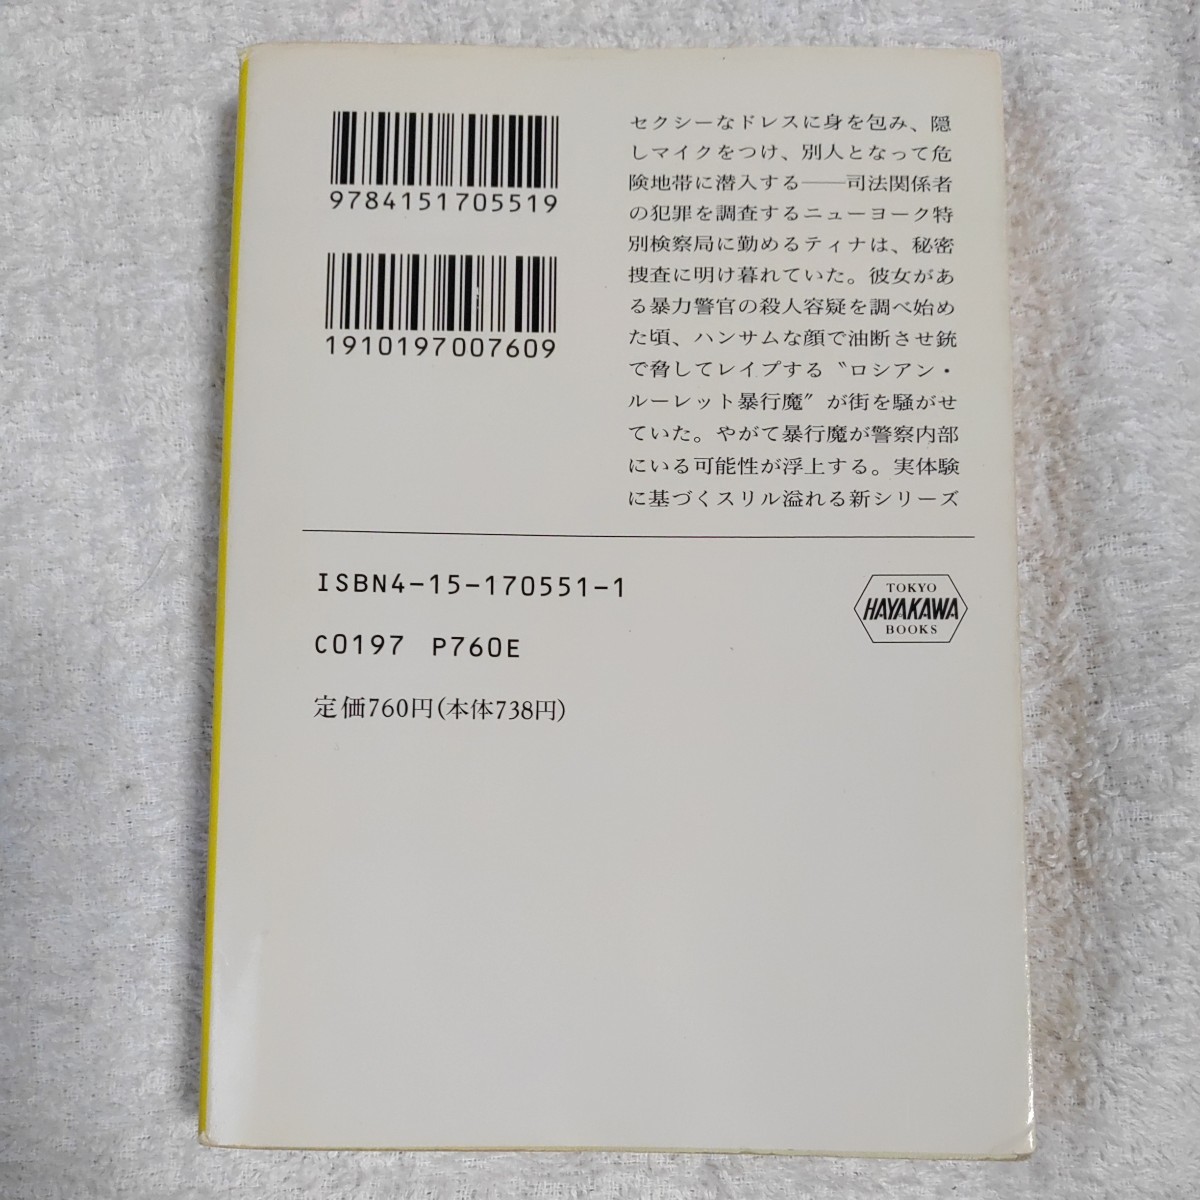 9784151705519
1910197007609
セクシーなドレスに身を包み、隠
しマイクをつけ、別人となって危
険地帯に潜入する――司法関係者
の犯罪を調査するニューヨーク特
別検察局に勤めるティナは、秘密
捜査に明け暮れていた。彼女があ
る暴力警官の殺人容疑を調べ始め
た頃、ハンサムな顔で油断させ銃
で脅してレイプする〝ロシアン・
ルーレット暴行魔〟が街を騒がせ
ていた。やがて暴行魔が警察内部
にいる可能性が浮上する。実体験
に基づくスリル溢れる新シリーズ
ISBN4-15-170551-1
C0197 P760E
定価760円(本体738円)
TOKYO
HAYAKAWA
BOOKS